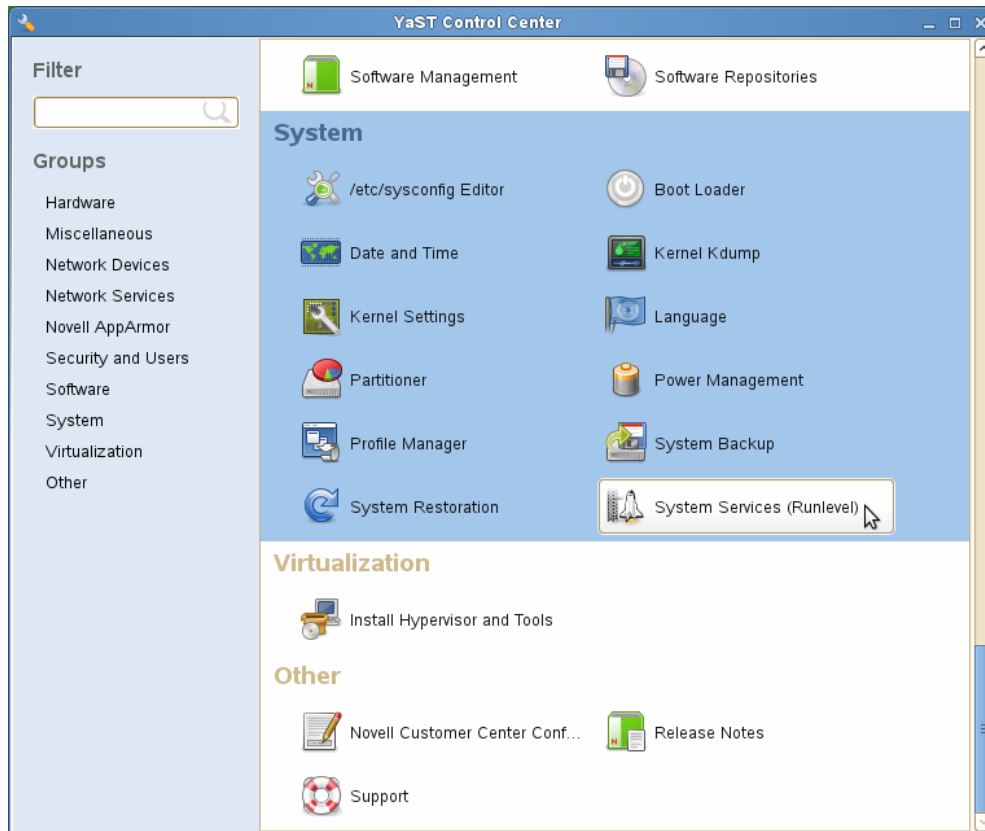 YaST Control Center
Filter
Groups
Hardware
Miscellaneous
Network Devices
Network Services
Novell AppArmor
Security and Users
Software
System
Virtualization
Other
Software Management
Software Repositories
System
/etc/sysconfig Editor
Boot Loader
Date and Time
Kernel Kdump
Kernel Settings
Language
Partitioner
Power Management
Profile Manager
System Backup
System Restoration
System Services (Runlevel)
Virtualization
Install Hypervisor and Tools
Other
Novell Customer Center Conf...
Release Notes
Support